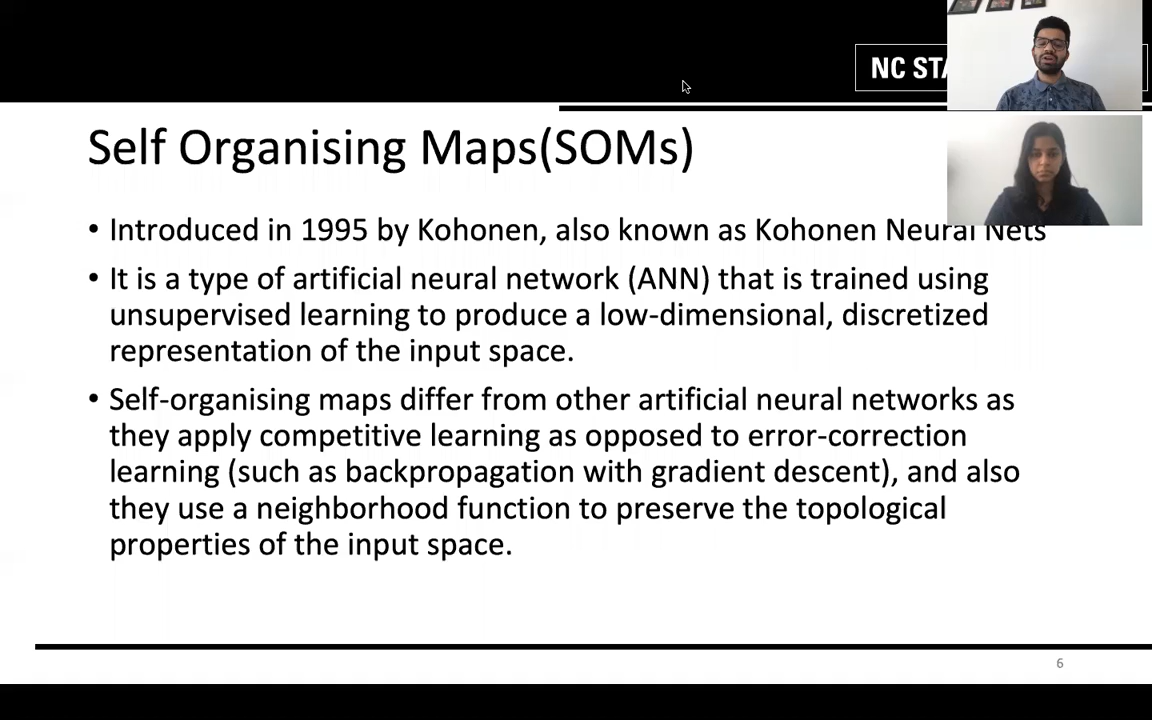 NC STA
Self Organising Maps(SOMs)
• Introduced in 1995 by Kohonen, also known as Kohonen Neural Nets
• It is a type of artificial neural network (ANN) that is trained using
unsupervised learning to produce a low-dimensional, discretized
representation of the input space.
• Self-organising maps differ from other artificial neural networks as
they apply competitive learning as opposed to error-correction
learning (such as backpropagation with gradient descent), and also
they use a neighborhood function to preserve the topological
properties of the input space.
6